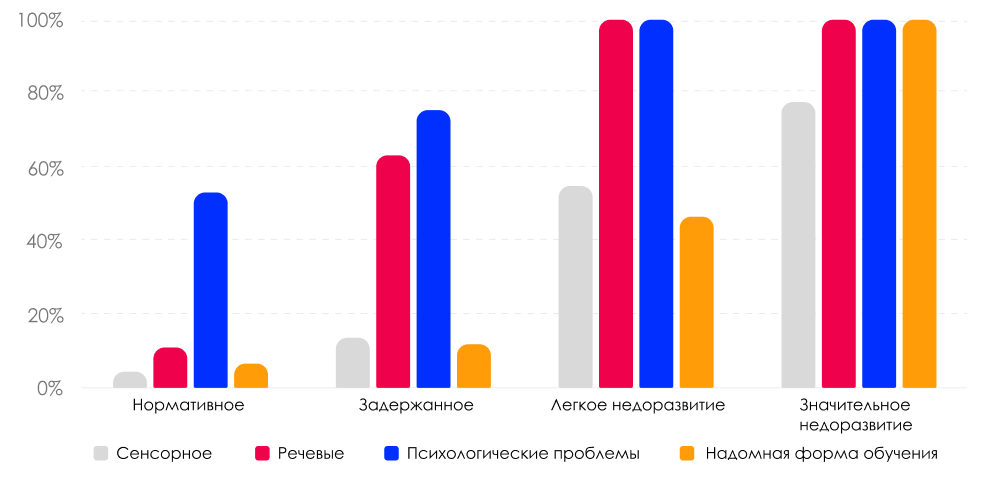 100%
80%
60%
40%
20%
0%
Нормативное
Задержанное
Легкое недоразвитие
Значительное
недоразвитие
Сенсорное
Речевые
Психологические проблемы
Надомная форма обучения